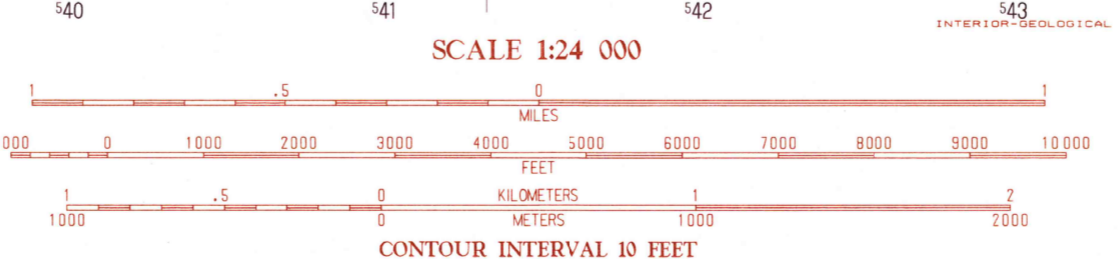 540 541 542 543
INTERIOR-GEOLOGICAL
SCALE 1:24 000
1 .5 0 1
MILES
000 0 1000 2000 3000 4000 5000 6000 7000 8000 9000 10 000
FEET
1 .5 0 KILOMETERS 1 2
1000 0 METERS 1000 2000
CONTOUR INTERVAL 10 FEET